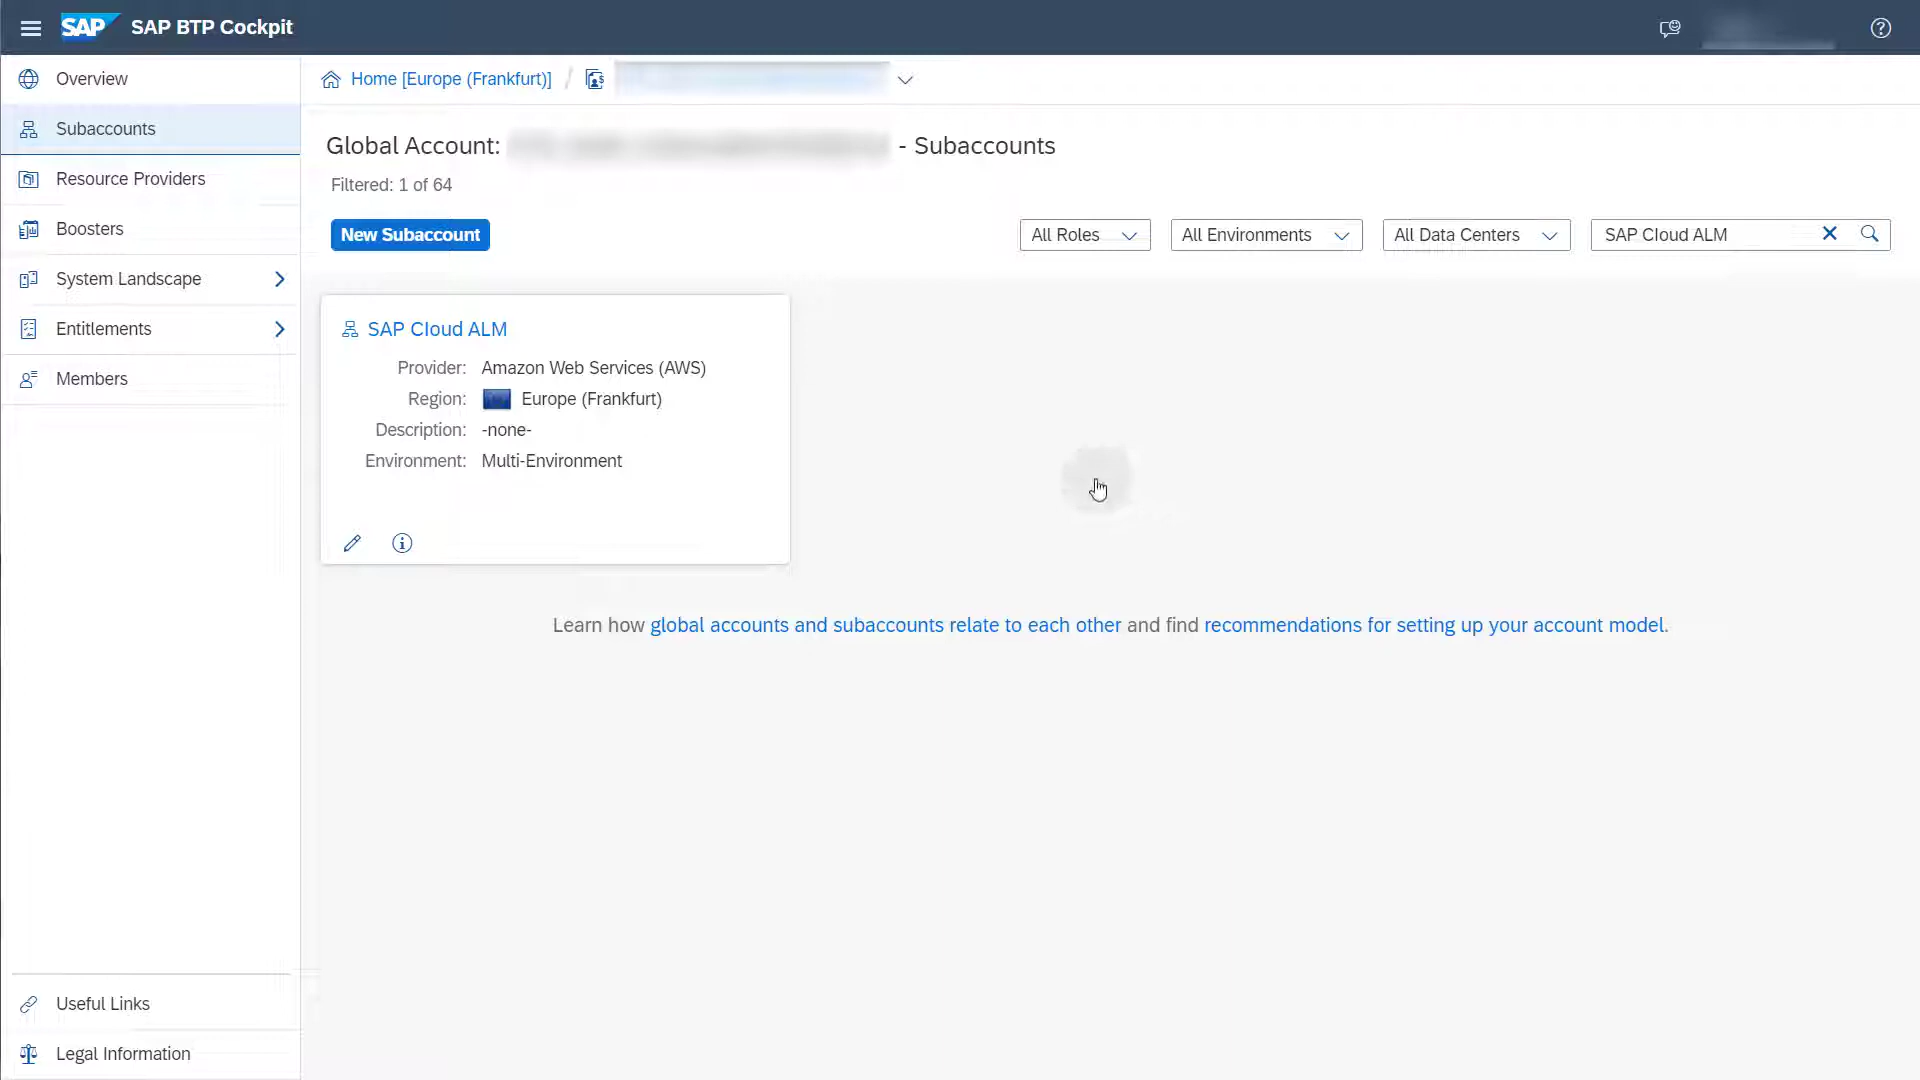 SAP SAP BTP Cockpit
Overview
Subaccounts
Resource Providers
Boosters
System Landscape
Entitlements
Members
Useful Links
Legal Information
Home [Europe (Frankfurt)] /
Global Account: - Subaccounts
Filtered: 1 of 64
New Subaccount
All Roles
All Environments
All Data Centers
SAP Cloud ALM
SAP Cloud ALM
Provider: Amazon Web Services (AWS)
Region: Europe (Frankfurt)
Description: -none-
Environment: Multi-Environment
Learn how global accounts and subaccounts relate to each other and find recommendations for setting up your account model.